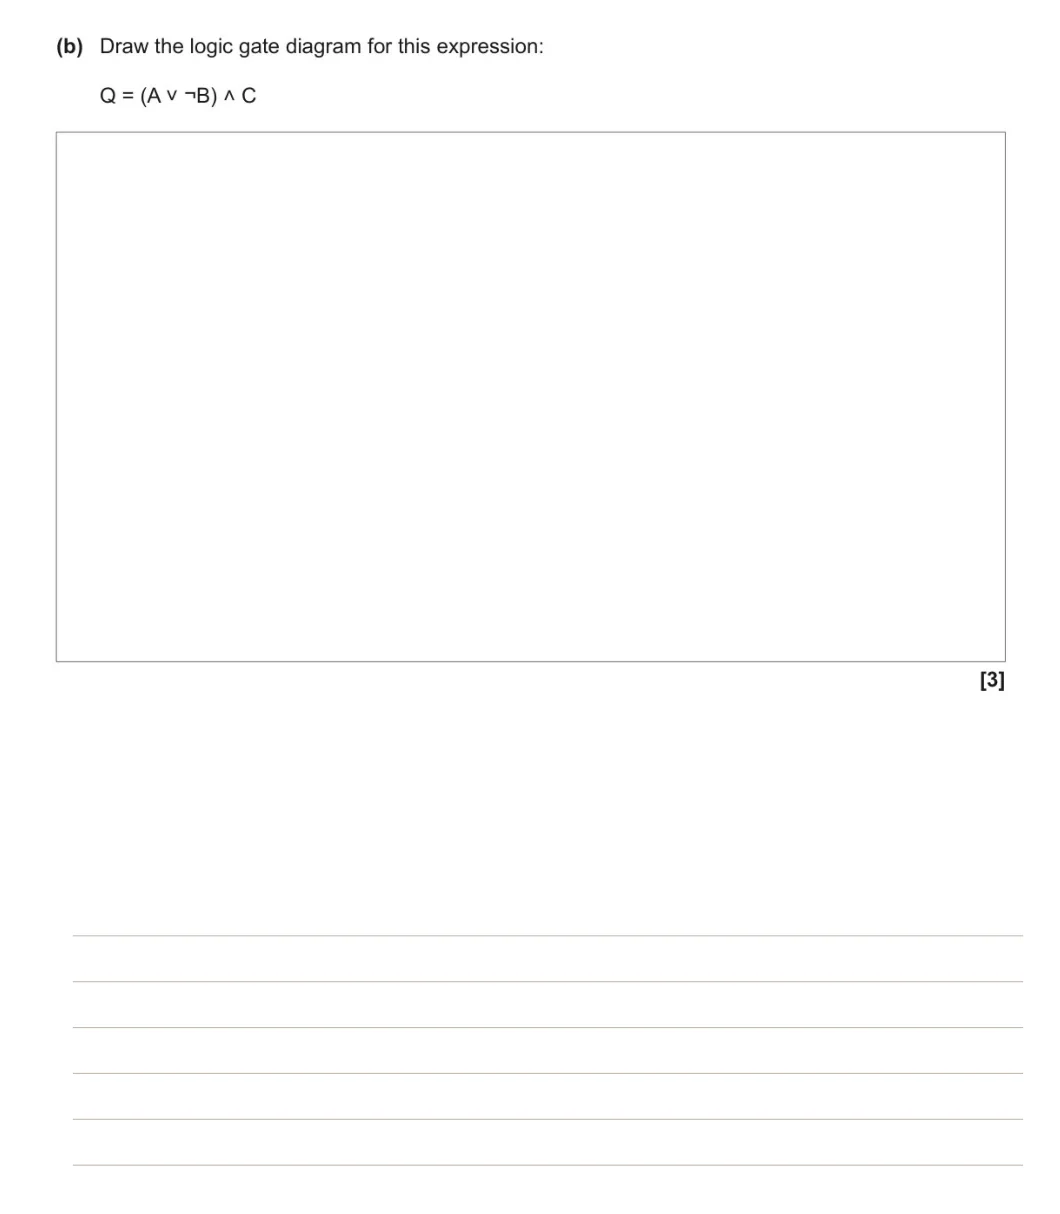 (b) Draw the logic gate diagram for this expression:
Q = (A ∨ ¬B) ∧ C
[3]